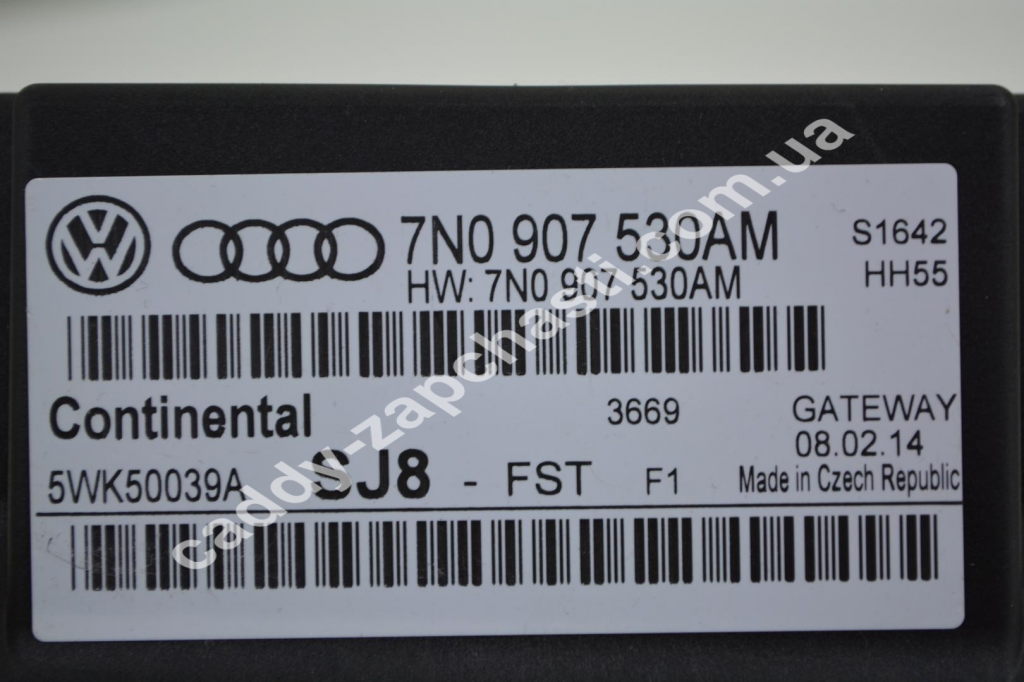 7N0 907 530AM S1642
HW: 7N0 907 530AM HH55
Continental 3669 GATEWAY
08.02.14
5WK50039A SJ8 - FST F1 Made in Czech Republic
caddy-zapchasti.com.ua